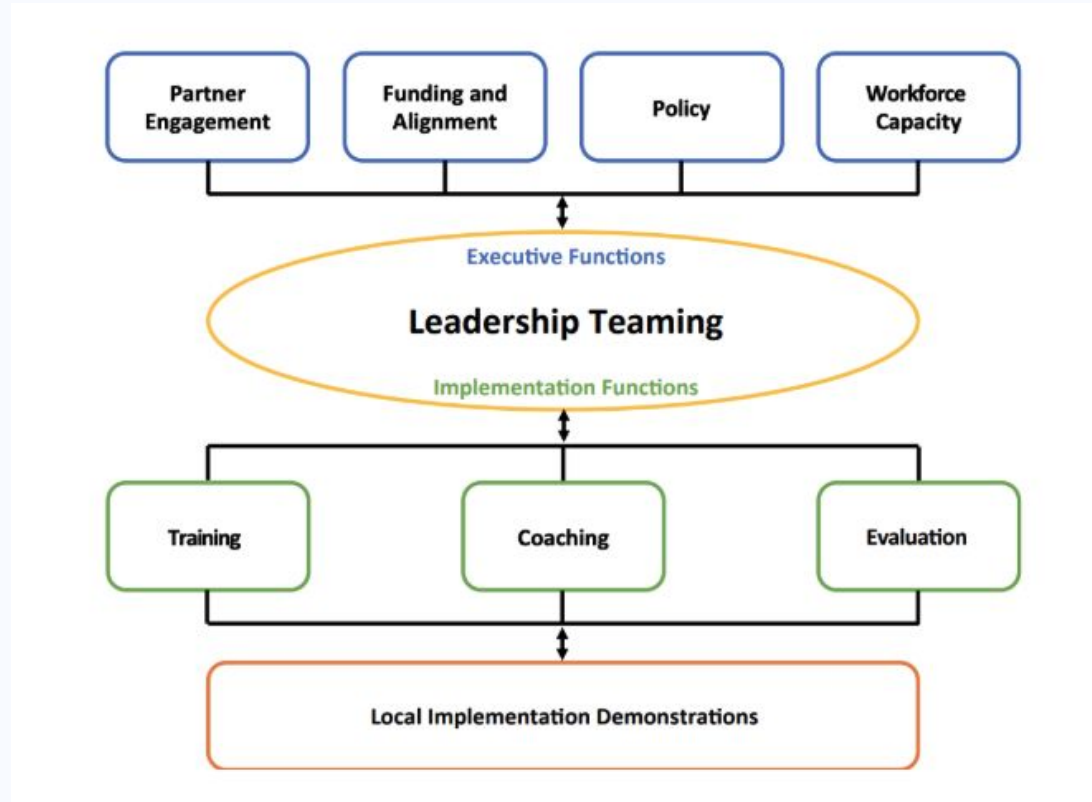 Partner
Engagement
Funding and
Alignment
Policy
Workforce
Capacity
Executive Functions
Leadership Teaming
Implementation Functions
Training
Coaching
Evaluation
Local Implementation Demonstrations